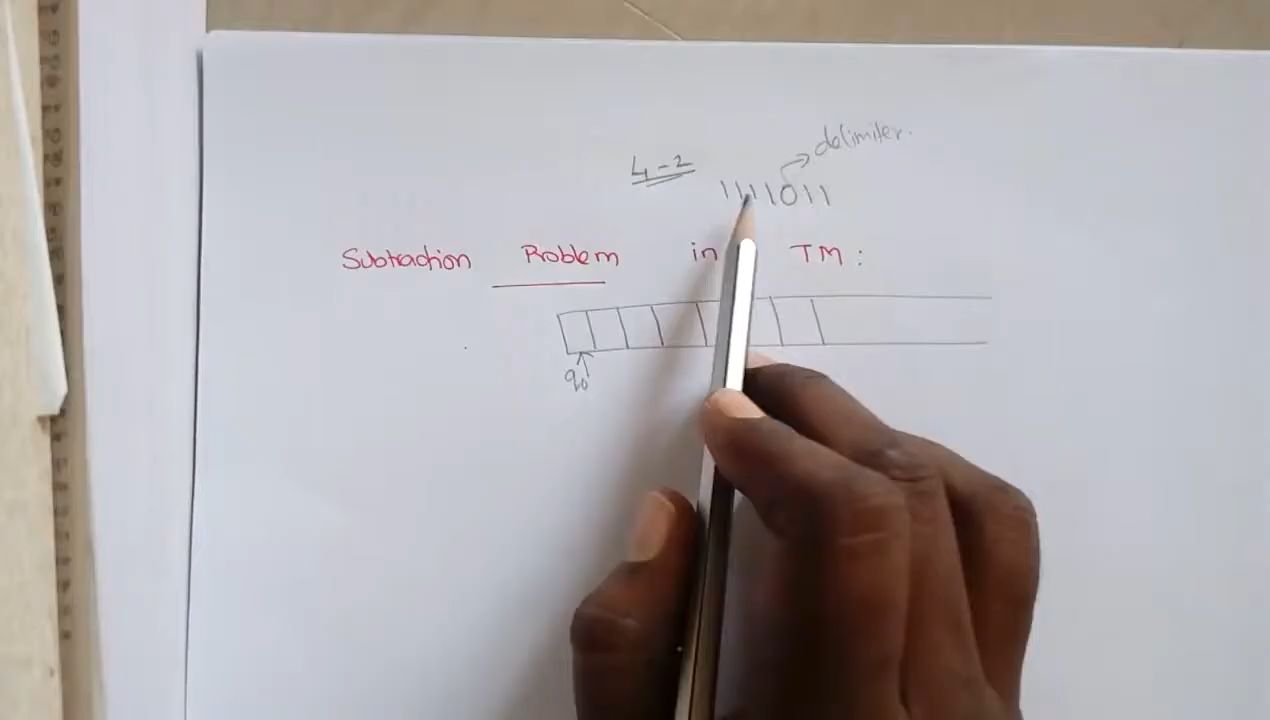 delimiter.
4-2
1111011
Subtraction Problem in TM:
q0